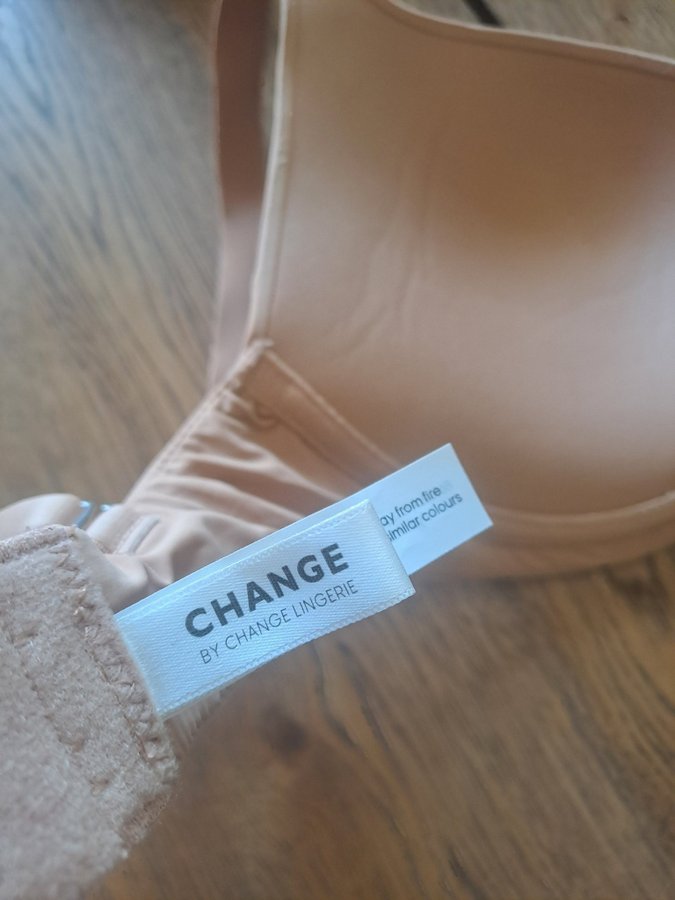 CHANGE
BY CHANGE LINGERIE
ay from fire
similar colours